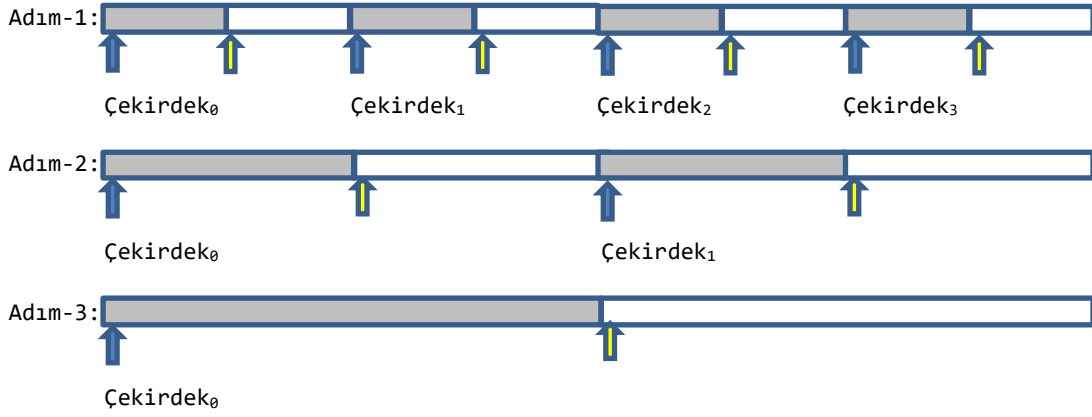 Adım-1:
Çekirdek₀ Çekirdek₁ Çekirdek₂ Çekirdek₃
Adım-2:
Çekirdek₀ Çekirdek₁
Adım-3:
Çekirdek₀